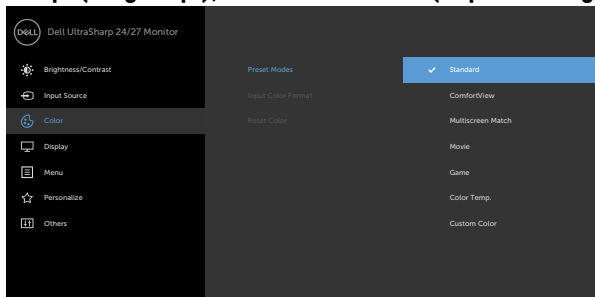 DELL Dell UltraSharp 24/27 Monitor
Brightness/Contrast
Preset Modes
Standard
Input Source
Input Color Format
ComfortView
Color
Reset Color
Multiscreen Match
Display
Movie
Menu
Game
Personalize
Color Temp.
Others
Custom Color